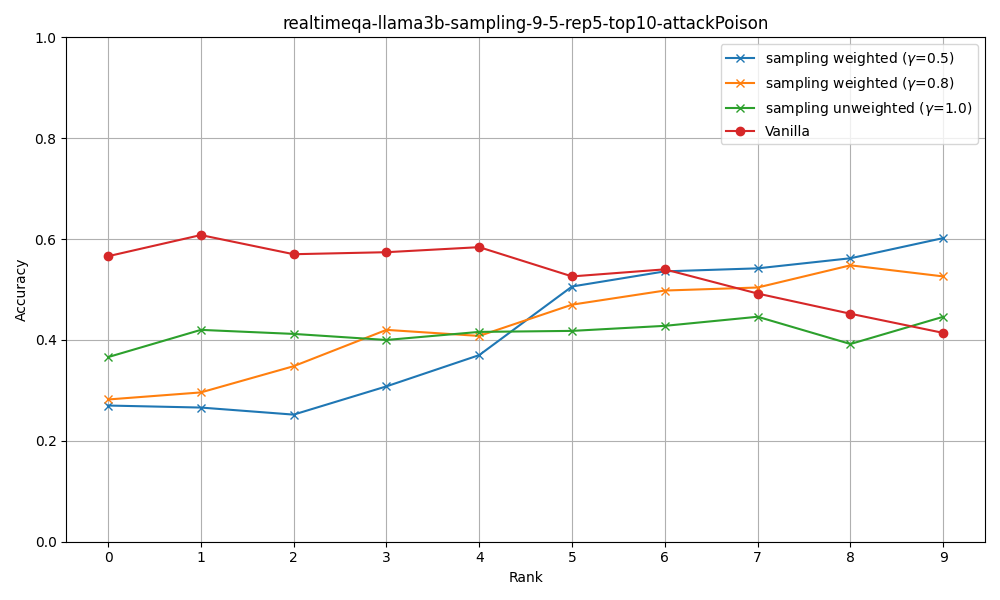 realtimeqa-llama3b-sampling-9-5-rep5-top10-attackPoison
sampling weighted (γ=0.5)
sampling weighted (γ=0.8)
sampling unweighted (γ=1.0)
Vanilla
Accuracy
1.0
0.8
0.6
0.4
0.2
0.0
0 1 2 3 4 5 6 7 8 9
Rank